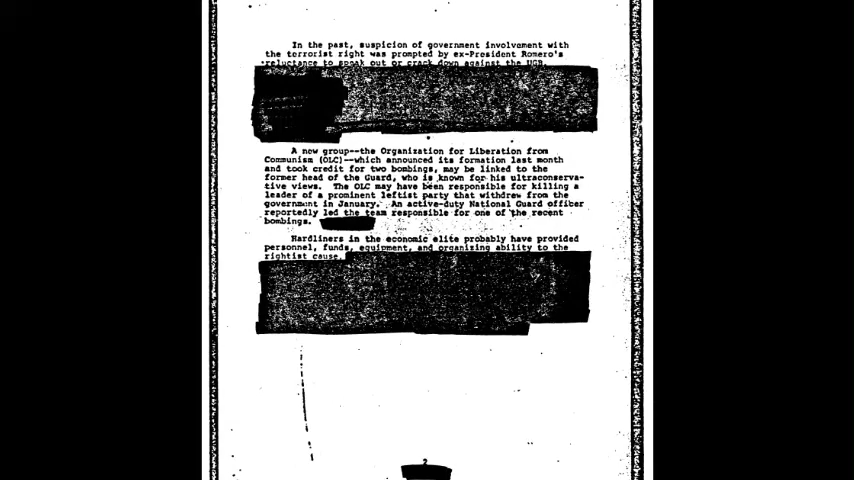 In the past, suspicion of government involvement with
the terrorist right was prompted by ex-President Romero's
reluctance to speak out or crack down against the UGB.
A new group--the Organization for Liberation from
Communism (OLC)--which announced its formation last month
and took credit for two bombings, may be linked to the
former head of the Guard, who is known for his ultraconserva-
tive views. The OLC may have been responsible for killing a
leader of a prominent leftist party that withdrew from the
government in January. An active-duty National Guard officer
reportedly led the team responsible for one of the recent
bombings.
Hardliners in the economic elite probably have provided
personnel, funds, equipment, and organizing ability to the
rightist cause.
2